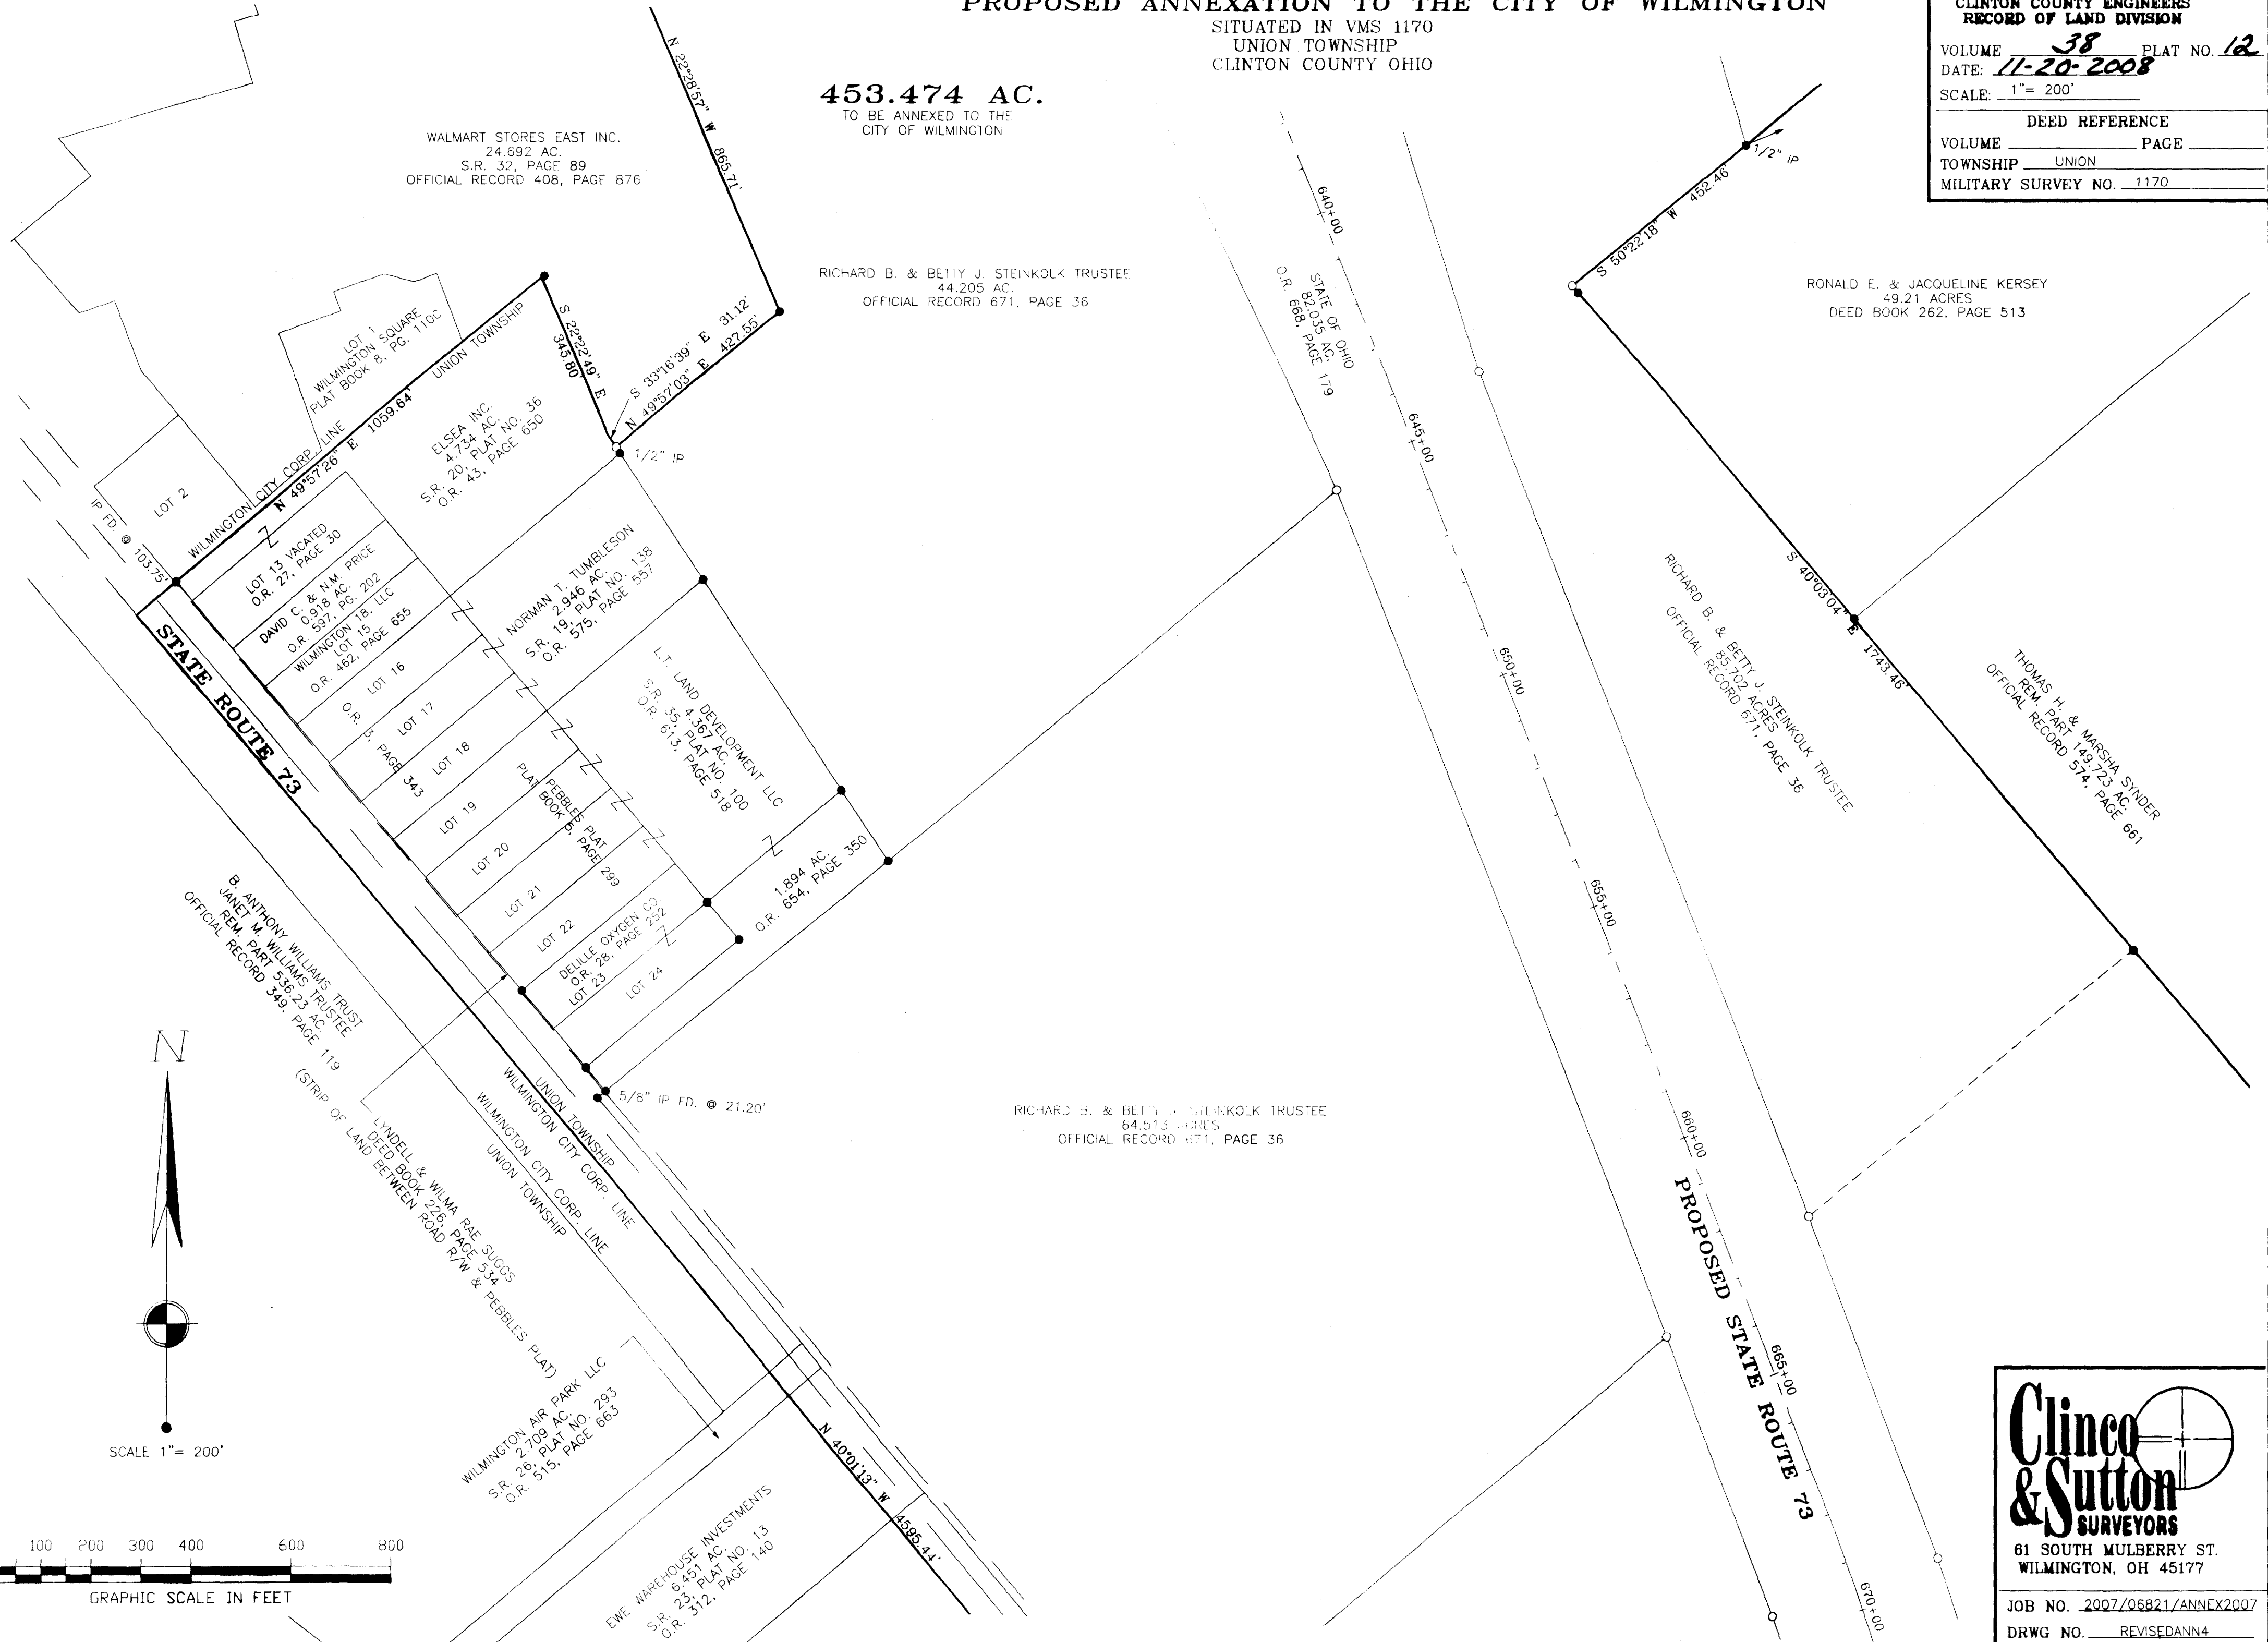 PROPOSED ANNEXATION TO THE CITY OF WILMINGTON
SITUATED IN VMS 1170
UNION TOWNSHIP
CLINTON COUNTY OHIO
453.474 AC.
TO BE ANNEXED TO THE
CITY OF WILMINGTON
CLINTON COUNTY ENGINEERS
RECORD OF LAND DIVISION
VOLUME 38 PLAT NO. 12
DATE: 11-20-2008
SCALE: 1"= 200'
DEED REFERENCE
VOLUME PAGE
TOWNSHIP UNION
MILITARY SURVEY NO. 1170
WALMART STORES EAST INC.
24.692 AC.
S.R. 32, PAGE 89
OFFICIAL RECORD 408, PAGE 876
N 22°28'57" W 865.71'
RICHARD B. & BETTY J. STEINKOLK TRUSTEE
44.205 AC.
OFFICIAL RECORD 671, PAGE 36
640+00
STATE OF OHIO
82.035 AC.
O.R. 668, PAGE 179
1/2" IP
S 50°22'18" W 452.46'
RONALD E. & JACQUELINE KERSEY
49.21 ACRES
DEED BOOK 262, PAGE 513
LOT 1
WILMINGTON SQUARE
PLAT BOOK 8, PG. 110C
UNION TOWNSHIP
WILMINGTON CITY CORP. LINE
N 49°57'26" E 1059.64'
S 22°22'49" E
345.80'
S 33°16'39" E 31.12'
N 49°57'03" E 427.55'
1/2" IP
LOT 2
IP FD. @ 103.75'
ELSEA INC.
4.734 AC.
S.R. 20, PLAT NO. 36
O.R. 43, PAGE 650
LOT 13 VACATED
O.R. 27, PAGE 30
DAVID C. & N.M. PRICE
0.918 AC.
O.R. 597, PG. 202
WILMINGTON 18, LLC
LOT 15
O.R. 462, PAGE 655
LOT 16
LOT 17
O.R. 3, PAGE 343
LOT 18
LOT 19
LOT 20
LOT 21
LOT 22
PEBBLES PLAT
PLAT BOOK 5, PAGE 299
DELILLE OXYGEN CO.
O.R. 28, PAGE 252
LOT 23
LOT 24
NORMAN T. TUMBLESON
2.946 AC.
S.R. 19, PLAT NO. 138
O.R. 575, PAGE 557
L.T. LAND DEVELOPMENT LLC
4.367 AC.
S.R. 35, PLAT NO. 100
O.R. 613, PAGE 518
1.894 AC.
O.R. 654, PAGE 350
STATE ROUTE 73
645+00
650+00
655+00
660+00
665+00
670+00
PROPOSED STATE ROUTE 73
S 40°03'04" E 1743.46'
RICHARD B. & BETTY J. STEINKOLK TRUSTEE
85.702 ACRES
OFFICIAL RECORD 671, PAGE 36
THOMAS H. & MARSHA SYNDER
REM. PART 149.723 AC.
OFFICIAL RECORD 574, PAGE 661
B. ANTHONY WILLIAMS TRUST
JANET M. WILLIAMS TRUSTEE
REM. PART 536.23 AC.
OFFICIAL RECORD 349, PAGE 119
LYNDELL & WILMA RAE SUGGS
DEED BOOK 226, PAGE 534
(STRIP OF LAND BETWEEN ROAD R/W & PEBBLES PLAT)
5/8" IP FD. @ 21.20'
UNION TOWNSHIP
WILMINGTON CITY CORP. LINE
WILMINGTON CITY CORP. LINE
UNION TOWNSHIP
RICHARD B. & BETTY J. STEINKOLK TRUSTEE
64.513 ACRES
OFFICIAL RECORD 671, PAGE 36
WILMINGTON AIR PARK LLC
2.709 AC.
S.R. 26, PLAT NO. 293
O.R. 515, PAGE 663
EWE WAREHOUSE INVESTMENTS
6.451 AC.
S.R. 23, PLAT NO. 13
O.R. 312, PAGE 140
N 40°01'13" W 4595.44'
N
SCALE 1"= 200'
100 200 300 400 600 800
GRAPHIC SCALE IN FEET
Clinco
& Sutton
SURVEYORS
61 SOUTH MULBERRY ST.
WILMINGTON, OH 45177
JOB NO. 2007/06821/ANNEX2007
DRWG NO. REVISEDANN4